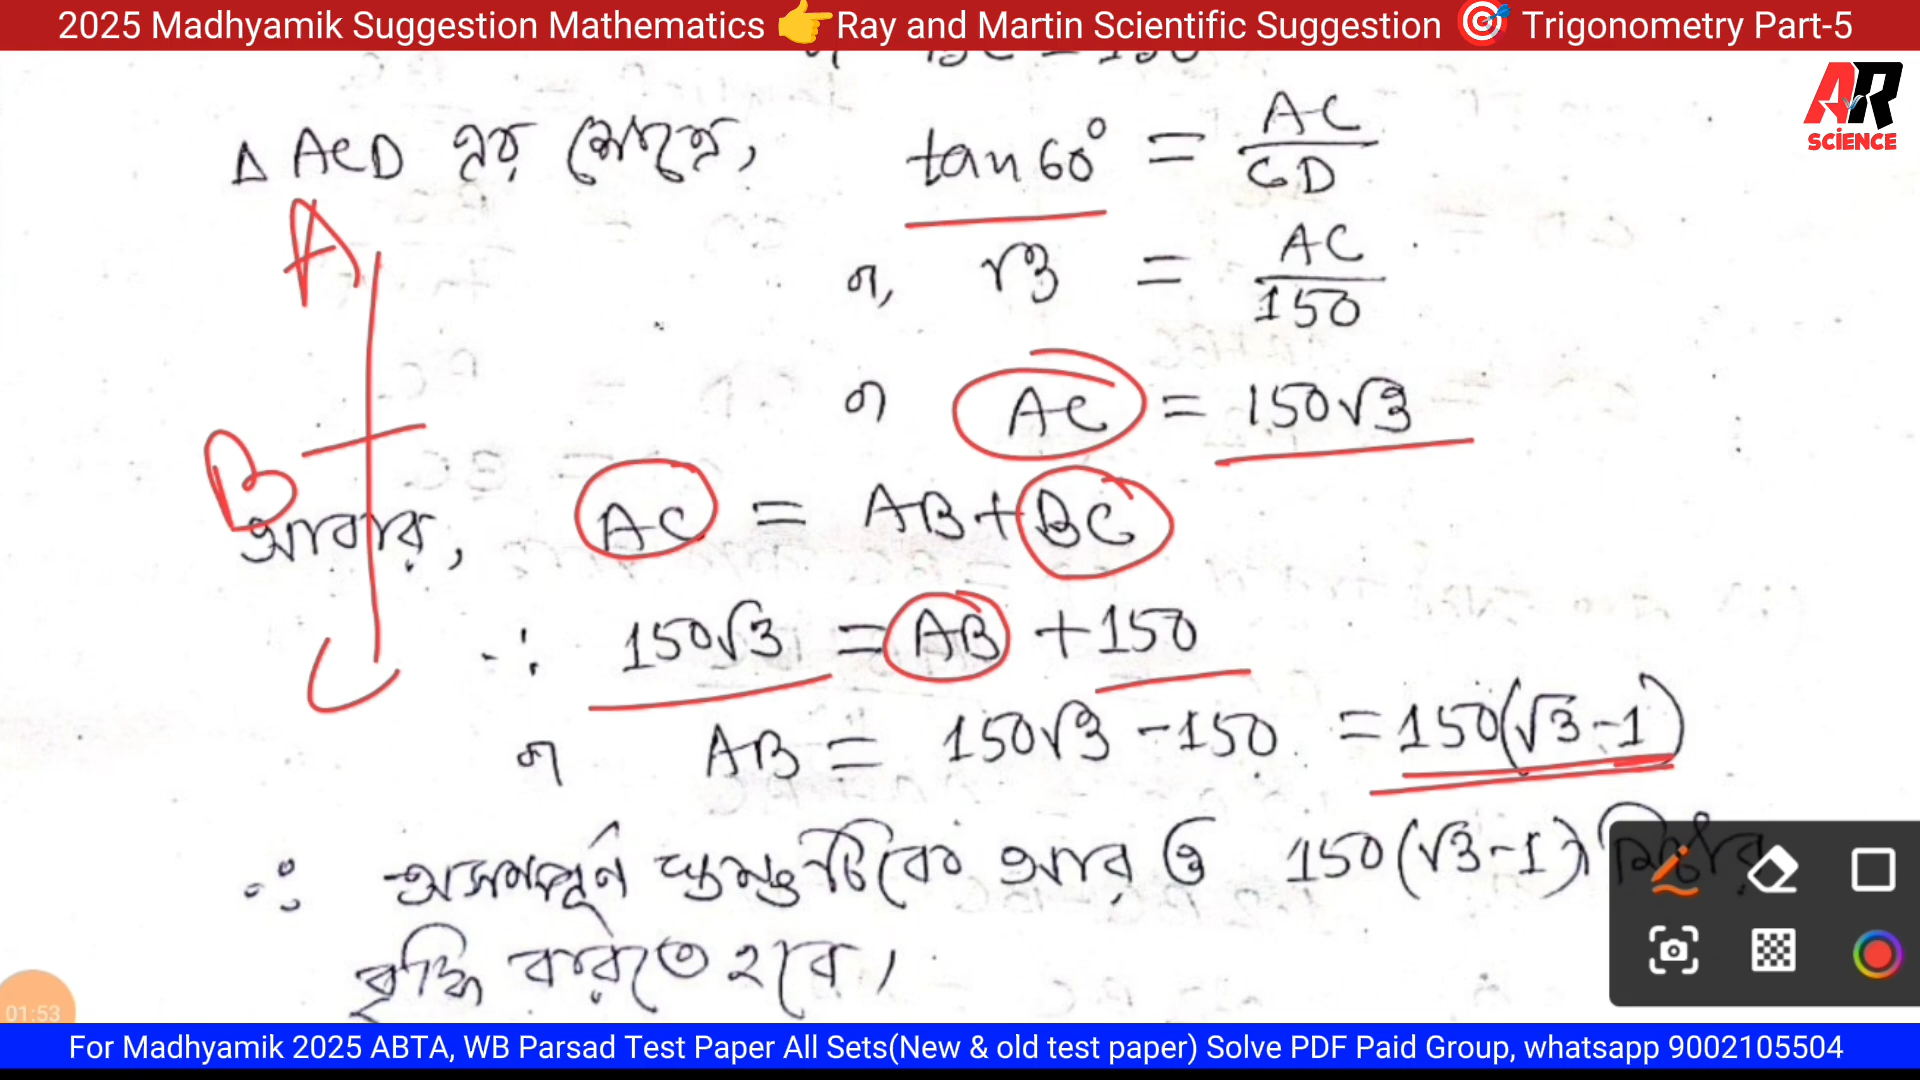 2025 Madhyamik Suggestion Mathematics 👉Ray and Martin Scientific Suggestion 🎯 Trigonometry Part-5
BC = 150
AR
SCIENCE
Δ ACD এর ক্ষেত্রে, tan 60° = AC/CD
বা, √3 = AC/150
বা AC = 150√3
A
B
C
আবার, AC = AB + BC
∴ 150√3 = AB + 150
বা AB = 150√3 - 150 = 150(√3 - 1)
∴ অসম্পূর্ণ স্তম্ভটিকে আরও 150(√3 - 1) মিটার
বৃদ্ধি করতে হবে।
01:53
For Madhyamik 2025 ABTA, WB Parsad Test Paper All Sets(New & old test paper) Solve PDF Paid Group, whatsapp 9002105504